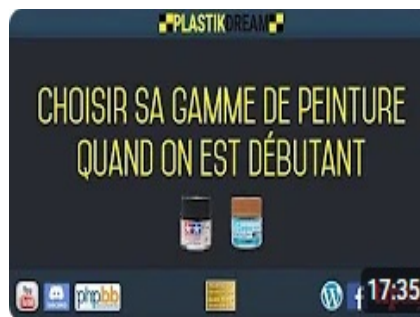 PLASTIKDREAM
CHOISIR SA GAMME DE PEINTURE
QUAND ON EST DÉBUTANT
phpbb
17:35